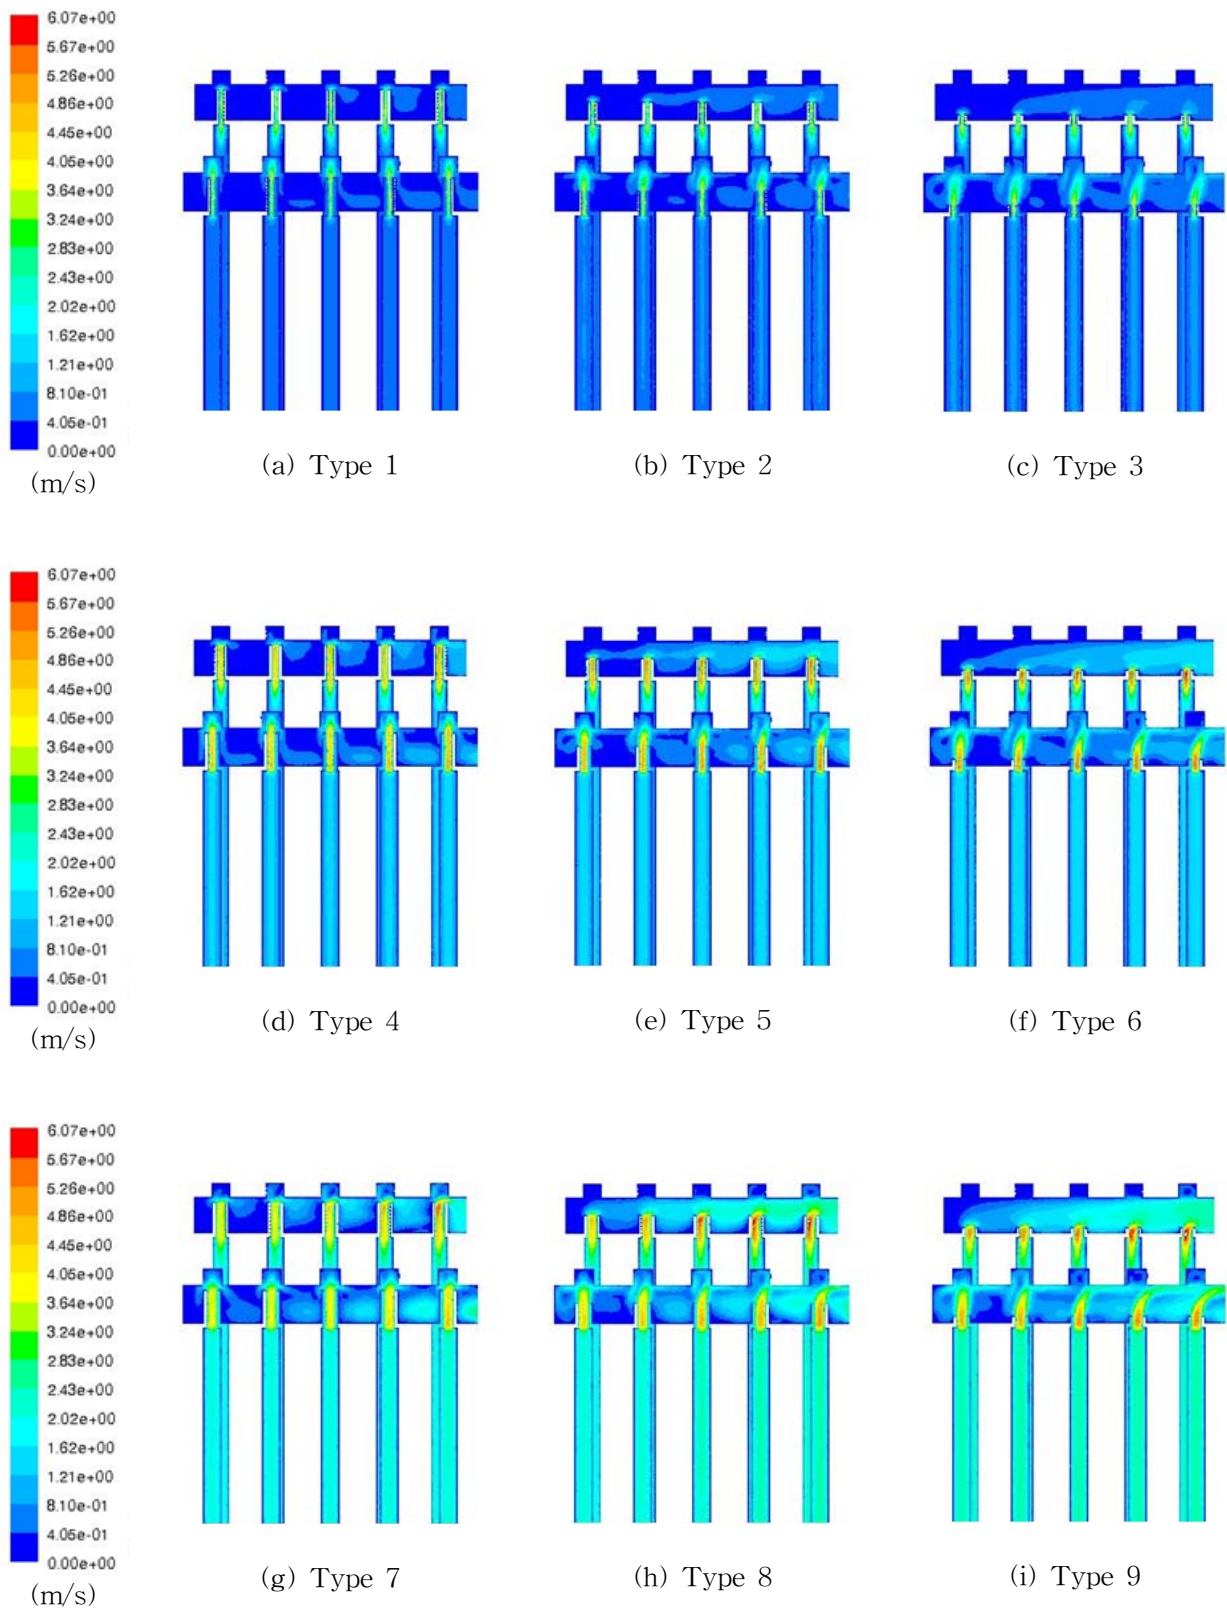 6.07e+00
5.67e+00
5.26e+00
4.86e+00
4.45e+00
4.05e+00
3.64e+00
3.24e+00
2.83e+00
2.43e+00
2.02e+00
1.62e+00
1.21e+00
8.10e-01
4.05e-01
0.00e+00
(m/s)
(a) Type 1
(b) Type 2
(c) Type 3
6.07e+00
5.67e+00
5.26e+00
4.86e+00
4.45e+00
4.05e+00
3.64e+00
3.24e+00
2.83e+00
2.43e+00
2.02e+00
1.62e+00
1.21e+00
8.10e-01
4.05e-01
0.00e+00
(m/s)
(d) Type 4
(e) Type 5
(f) Type 6
6.07e+00
5.67e+00
5.26e+00
4.86e+00
4.45e+00
4.05e+00
3.64e+00
3.24e+00
2.83e+00
2.43e+00
2.02e+00
1.62e+00
1.21e+00
8.10e-01
4.05e-01
0.00e+00
(m/s)
(g) Type 7
(h) Type 8
(i) Type 9